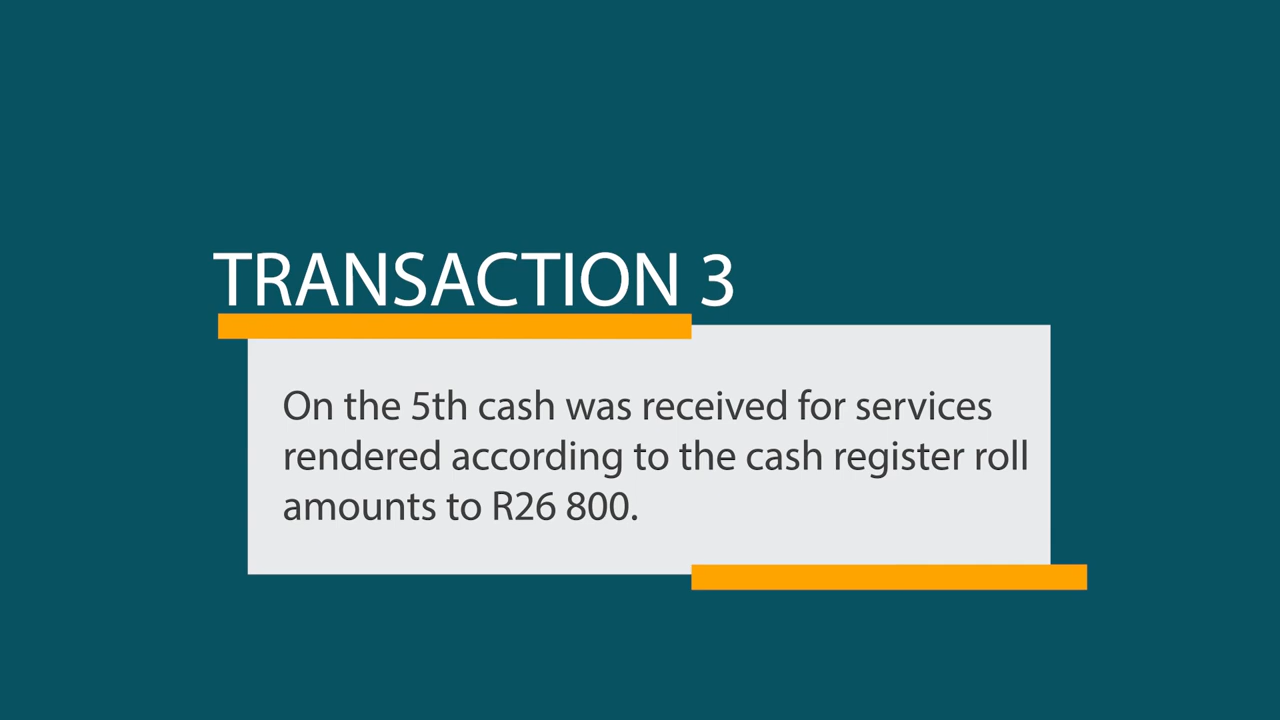 TRANSACTION 3
On the 5th cash was received for services
rendered according to the cash register roll
amounts to R26 800.